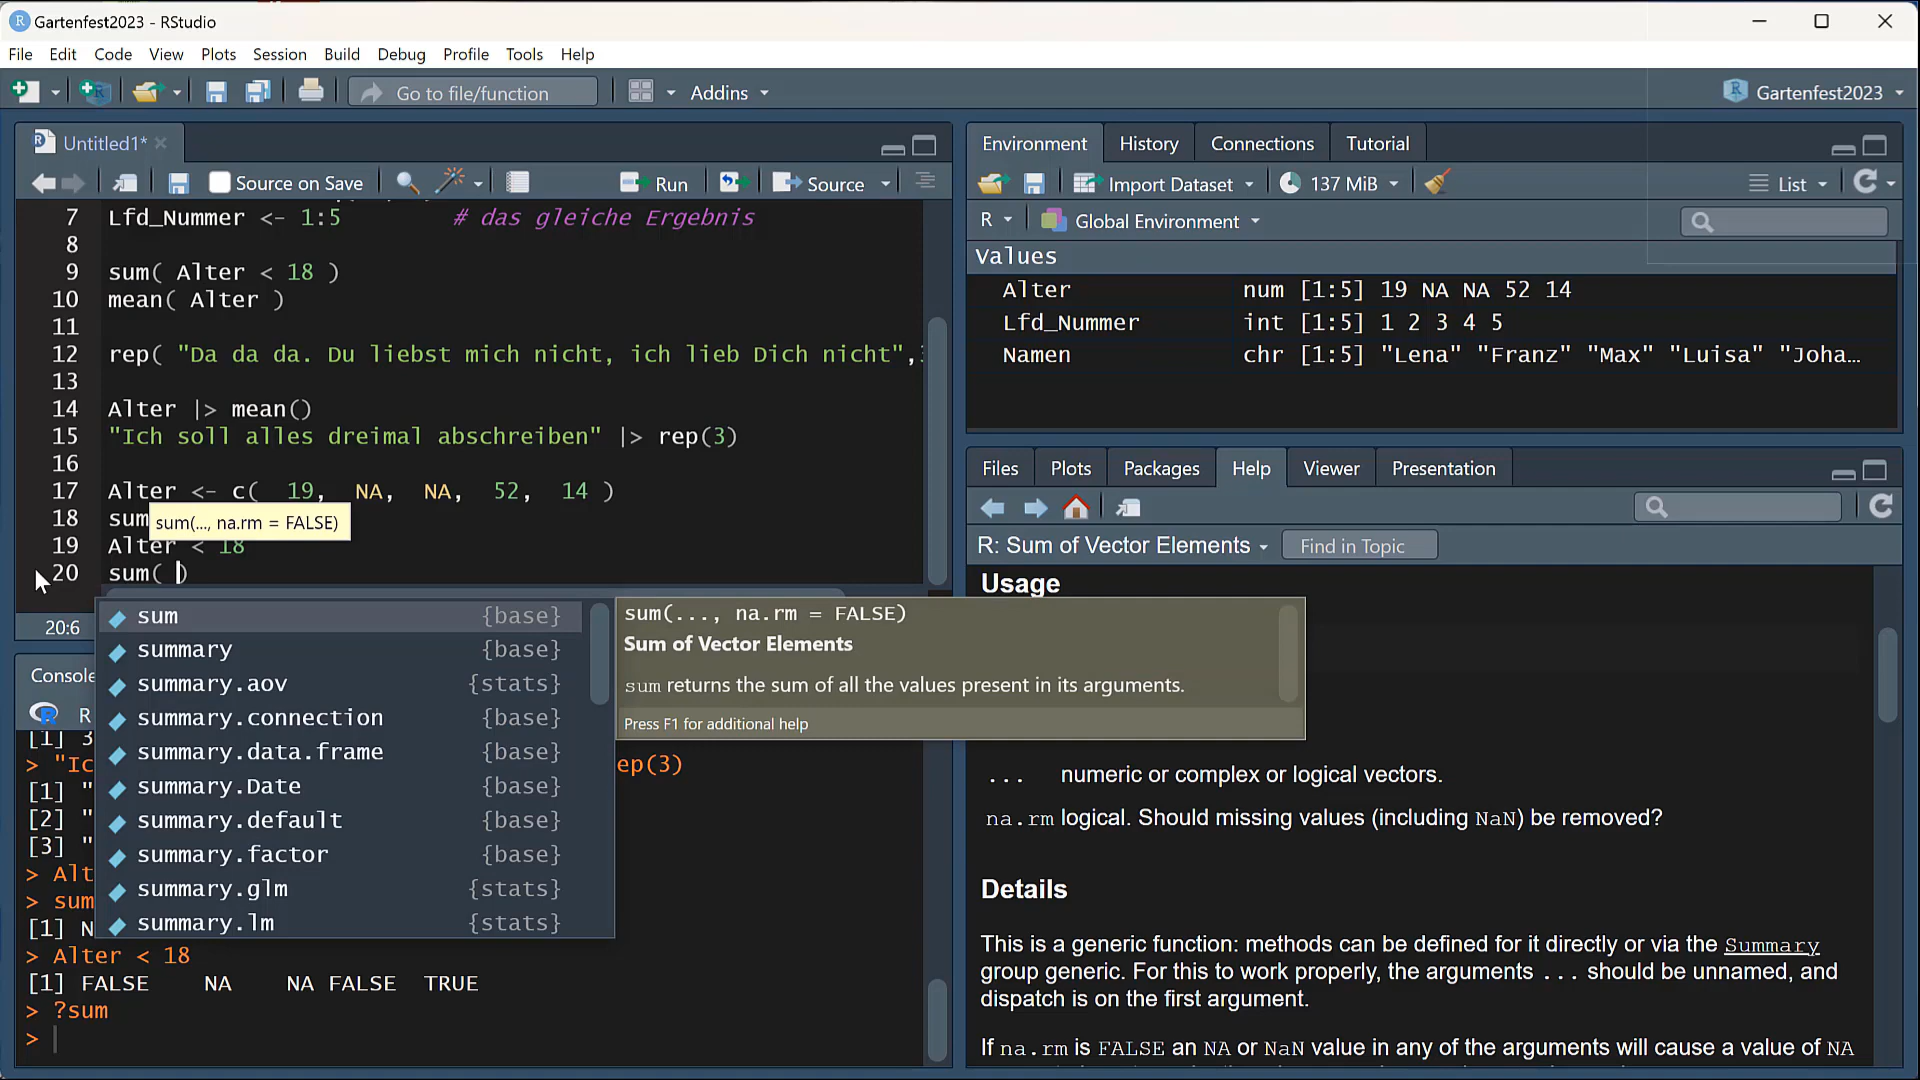 Gartenfest2023 - RStudio
File Edit Code View Plots Session Build Debug Profile Tools Help
Go to file/function Addins Gartenfest2023
Untitled1*
Source on Save Run Source
7 Lfd_Nummer <- 1:5 # das gleiche Ergebnis
8
9 sum( Alter < 18 )
10 mean( Alter )
11
12 rep( "Da da da. Du liebst mich nicht, ich lieb Dich nicht",
13
14 Alter |> mean()
15 "Ich soll alles dreimal abschreiben" |> rep(3)
16
17 Alter <- c( 19, NA, NA, 52, 14 )
18 sum
sum(..., na.rm = FALSE)
19 Alter < 18
20 sum( )
20:6
sum {base}
summary {base}
summary.aov {stats}
summary.connection {base}
summary.data.frame {base}
summary.Date {base}
summary.default {base}
summary.factor {base}
summary.glm {stats}
summary.lm {stats}
sum(..., na.rm = FALSE)
Sum of Vector Elements
sum returns the sum of all the values present in its arguments.
Press F1 for additional help
Console
R
[1] 3
> "Ic ep(3)
[1] "
[2] "
[3] "
> Alt
> sum
[1] N
> Alter < 18
[1] FALSE NA NA FALSE TRUE
> ?sum
>
Environment History Connections Tutorial
Import Dataset 137 MiB List
R Global Environment
Values
Alter num [1:5] 19 NA NA 52 14
Lfd_Nummer int [1:5] 1 2 3 4 5
Namen chr [1:5] "Lena" "Franz" "Max" "Luisa" "Joha…
Files Plots Packages Help Viewer Presentation
R: Sum of Vector Elements Find in Topic
Usage
... numeric or complex or logical vectors.
na.rm logical. Should missing values (including NaN) be removed?
Details
This is a generic function: methods can be defined for it directly or via the Summary
group generic. For this to work properly, the arguments ... should be unnamed, and
dispatch is on the first argument.
If na.rm is FALSE an NA or NaN value in any of the arguments will cause a value of NA